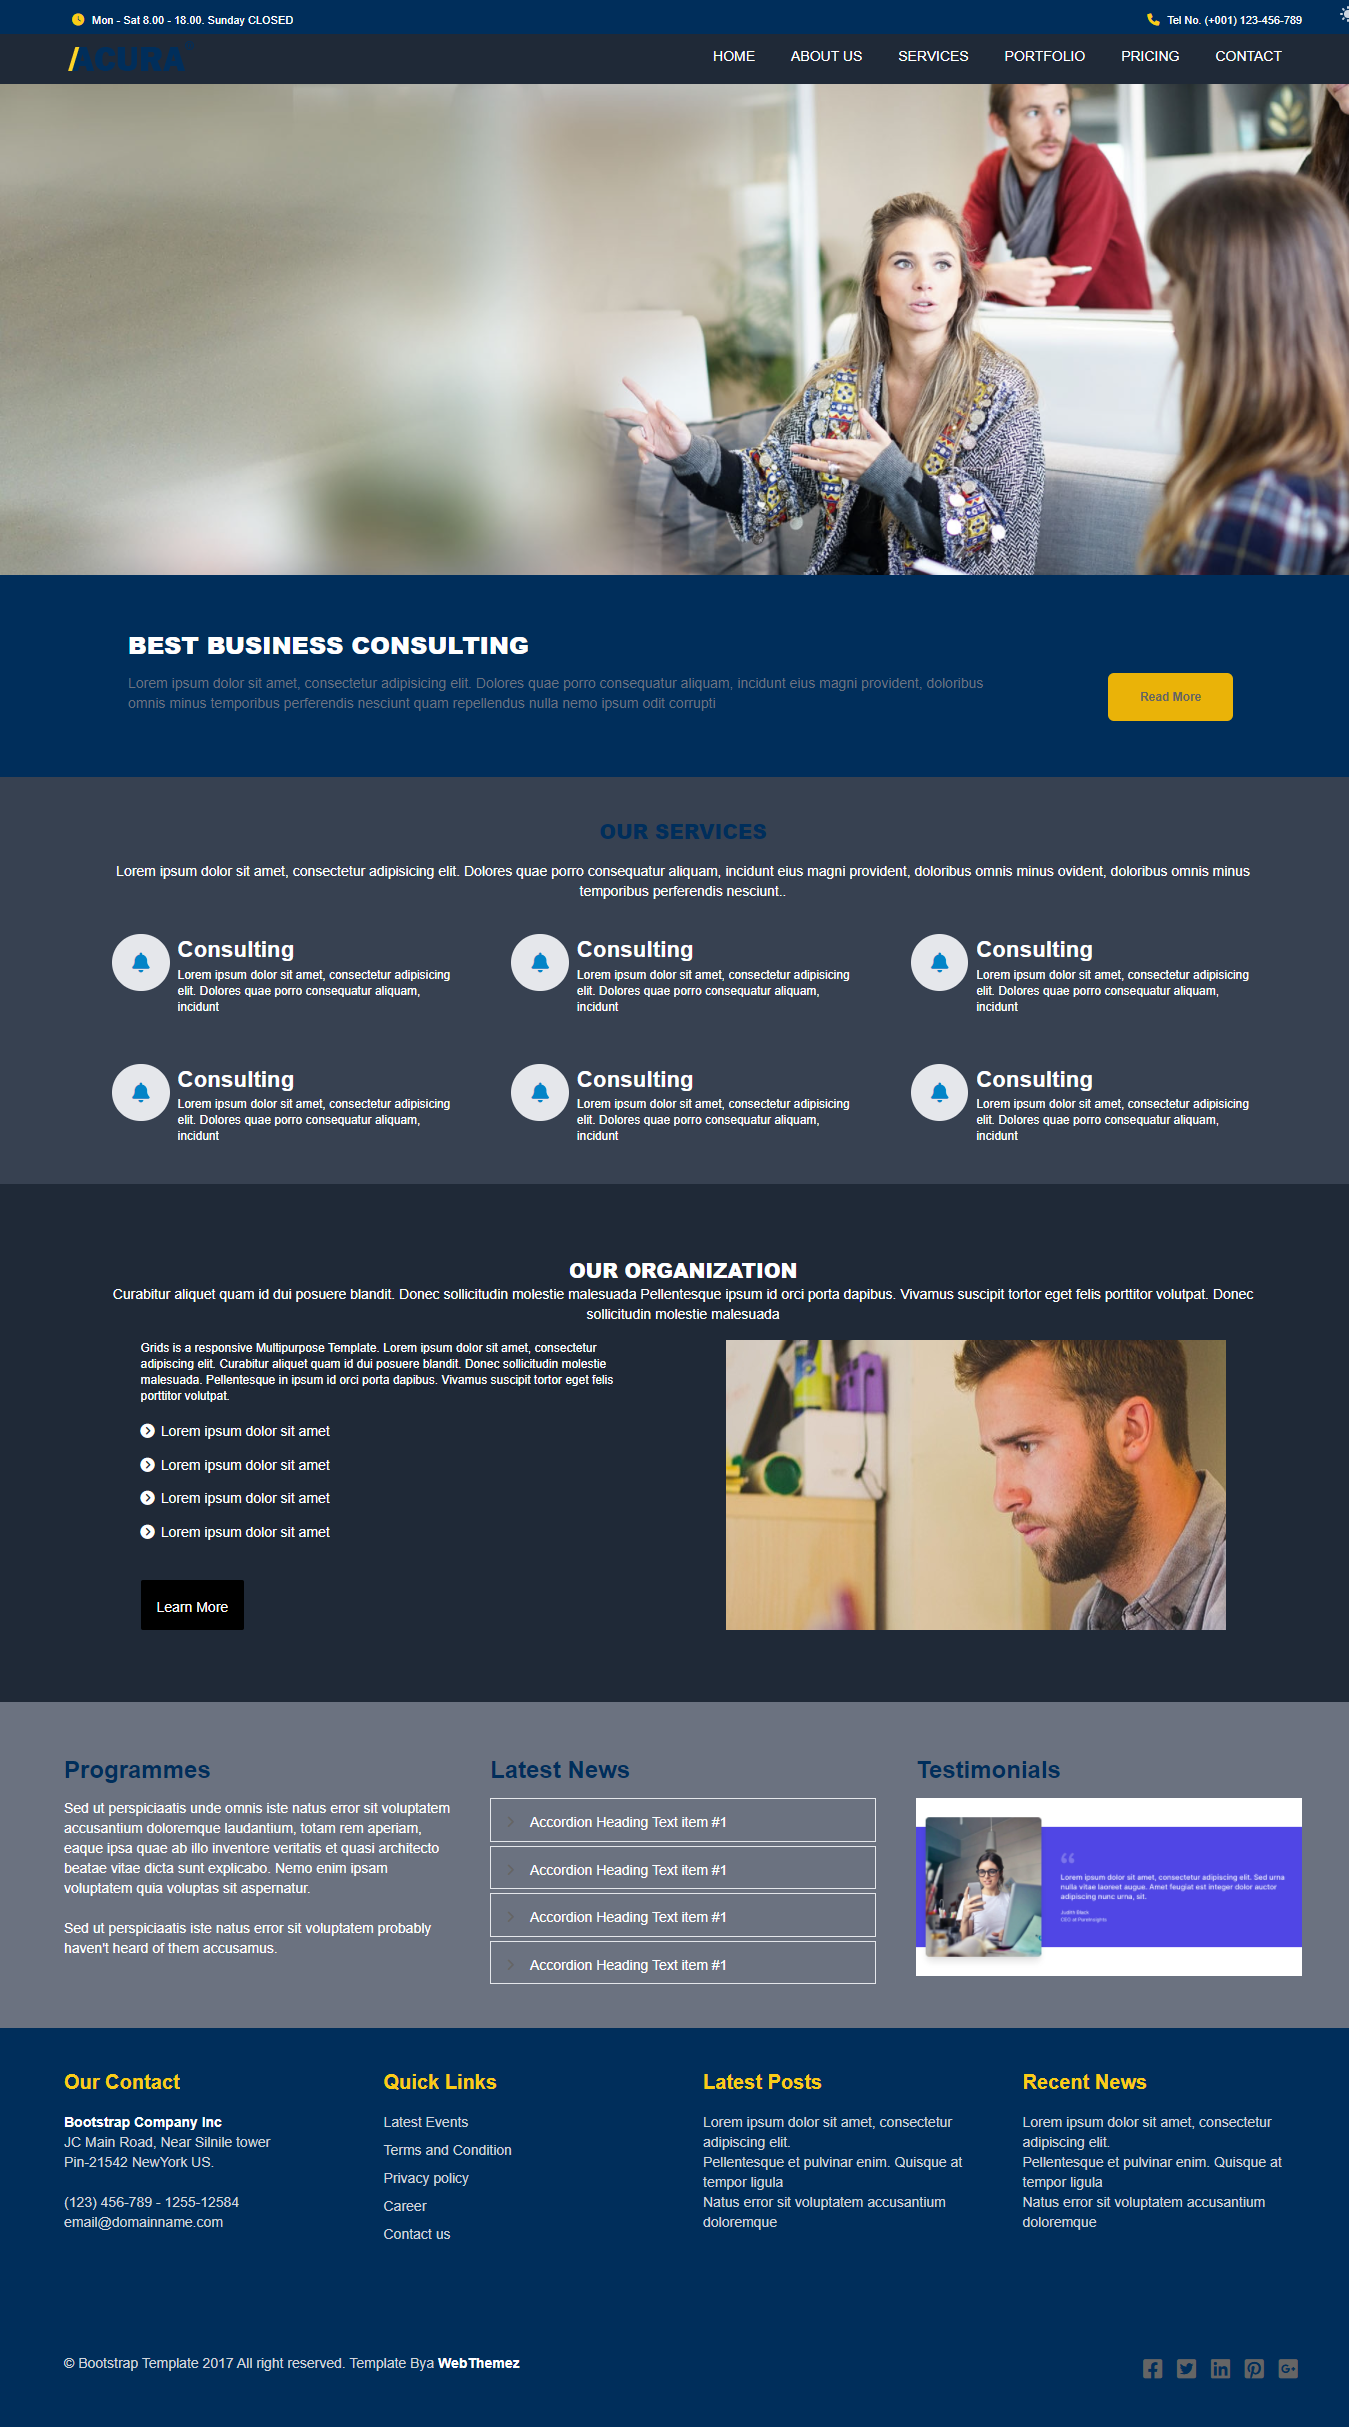 Mon - Sat 8.00 - 18.00. Sunday CLOSED
Tel No. (+001) 123-456-789
ACURA
HOME ABOUT US SERVICES PORTFOLIO PRICING CONTACT
BEST BUSINESS CONSULTING
Lorem ipsum dolor sit amet, consectetur adipisicing elit. Dolores quae porro consequatur aliquam, incidunt eius magni provident, doloribus
omnis minus temporibus perferendis nesciunt quam repellendus nulla nemo ipsum odit corrupti
Read More
OUR SERVICES
Lorem ipsum dolor sit amet, consectetur adipisicing elit. Dolores quae porro consequatur aliquam, incidunt eius magni provident, doloribus omnis minus ovident, doloribus omnis minus
temporibus perferendis nesciunt..
Consulting
Lorem ipsum dolor sit amet, consectetur adipisicing
elit. Dolores quae porro consequatur aliquam,
incidunt
Consulting
Lorem ipsum dolor sit amet, consectetur adipisicing
elit. Dolores quae porro consequatur aliquam,
incidunt
Consulting
Lorem ipsum dolor sit amet, consectetur adipisicing
elit. Dolores quae porro consequatur aliquam,
incidunt
Consulting
Lorem ipsum dolor sit amet, consectetur adipisicing
elit. Dolores quae porro consequatur aliquam,
incidunt
Consulting
Lorem ipsum dolor sit amet, consectetur adipisicing
elit. Dolores quae porro consequatur aliquam,
incidunt
Consulting
Lorem ipsum dolor sit amet, consectetur adipisicing
elit. Dolores quae porro consequatur aliquam,
incidunt
OUR ORGANIZATION
Curabitur aliquet quam id dui posuere blandit. Donec sollicitudin molestie malesuada Pellentesque ipsum id orci porta dapibus. Vivamus suscipit tortor eget felis porttitor volutpat. Donec
sollicitudin molestie malesuada
Grids is a responsive Multipurpose Template. Lorem ipsum dolor sit amet, consectetur
adipiscing elit. Curabitur aliquet quam id dui posuere blandit. Donec sollicitudin molestie
malesuada. Pellentesque in ipsum id orci porta dapibus. Vivamus suscipit tortor eget felis
porttitor volutpat.
Lorem ipsum dolor sit amet
Lorem ipsum dolor sit amet
Lorem ipsum dolor sit amet
Lorem ipsum dolor sit amet
Learn More
Programmes
Sed ut perspiciaatis unde omnis iste natus error sit voluptatem
accusantium doloremque laudantium, totam rem aperiam,
eaque ipsa quae ab illo inventore veritatis et quasi architecto
beatae vitae dicta sunt explicabo. Nemo enim ipsam
voluptatem quia voluptas sit aspernatur.
Sed ut perspiciaatis iste natus error sit voluptatem probably
haven't heard of them accusamus.
Latest News
Accordion Heading Text item #1
Accordion Heading Text item #1
Accordion Heading Text item #1
Accordion Heading Text item #1
Testimonials
Lorem ipsum dolor sit amet, consectetur adipiscing elit. Sed urna
nulla vitae laoreet augue. Amet feugiat est integer dolor auctor
adipiscing nunc urna, sit.
Judith Black
CEO at PureInsights
Our Contact
Bootstrap Company Inc
JC Main Road, Near Silnile tower
Pin-21542 NewYork US.
(123) 456-789 - 1255-12584
email@domainname.com
Quick Links
Latest Events
Terms and Condition
Privacy policy
Career
Contact us
Latest Posts
Lorem ipsum dolor sit amet, consectetur
adipiscing elit.
Pellentesque et pulvinar enim. Quisque at
tempor ligula
Natus error sit voluptatem accusantium
doloremque
Recent News
Lorem ipsum dolor sit amet, consectetur
adipiscing elit.
Pellentesque et pulvinar enim. Quisque at
tempor ligula
Natus error sit voluptatem accusantium
doloremque
© Bootstrap Template 2017 All right reserved. Template Bya WebThemez